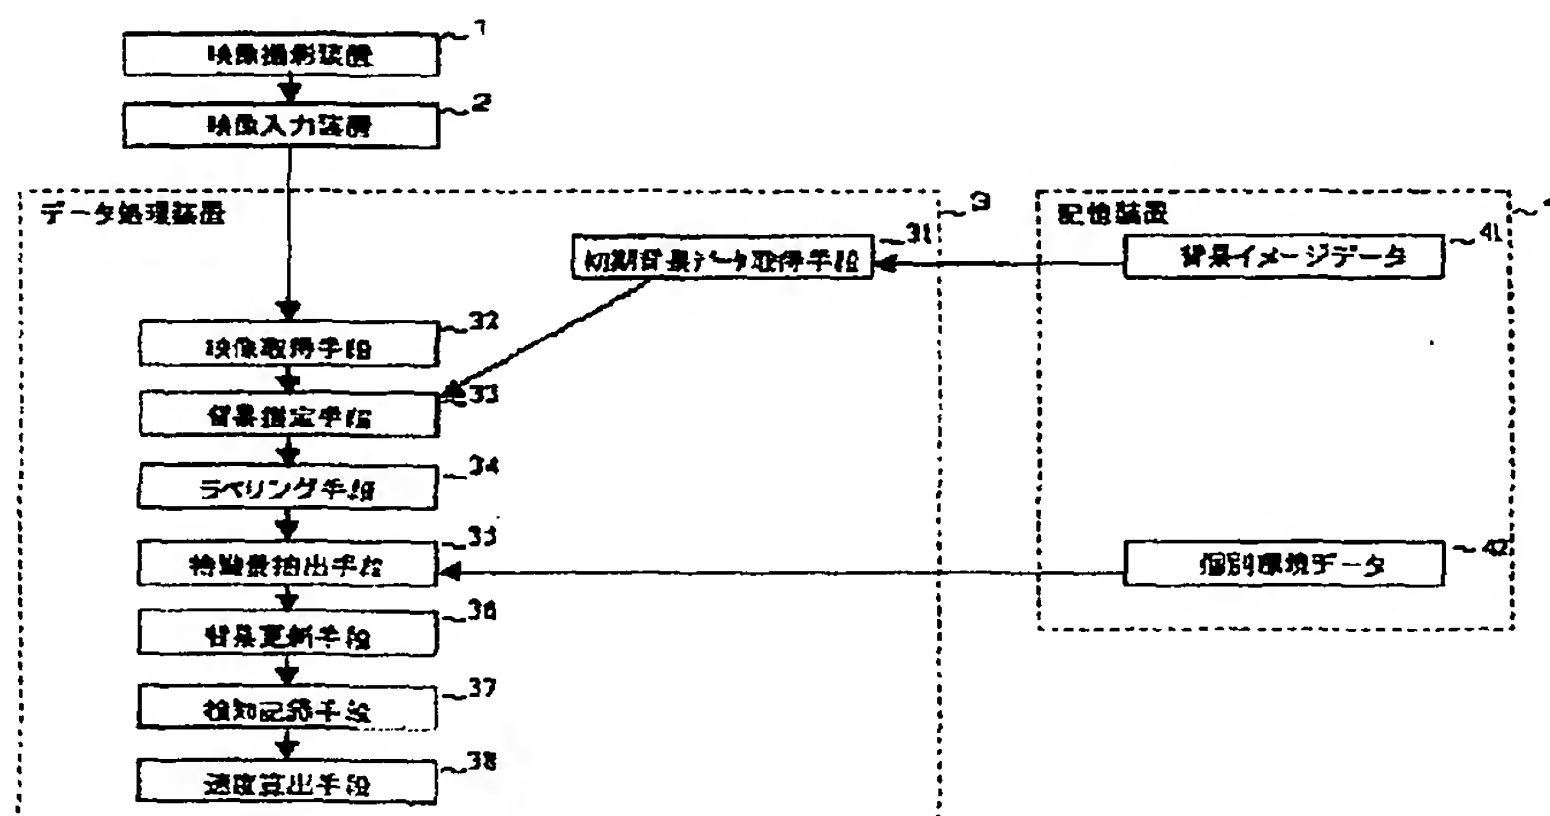 映像撮影装置
1
映像入力装置
2
データ処理装置
3
記憶装置
初期背景データ取得手段
31
背景イメージデータ
41
映像取得手段
32
背景推定手段
33
ラベリング手段
34
特徴量抽出手段
35
個別環境データ
42
背景更新手段
36
検知記録手段
37
速度算出手段
38